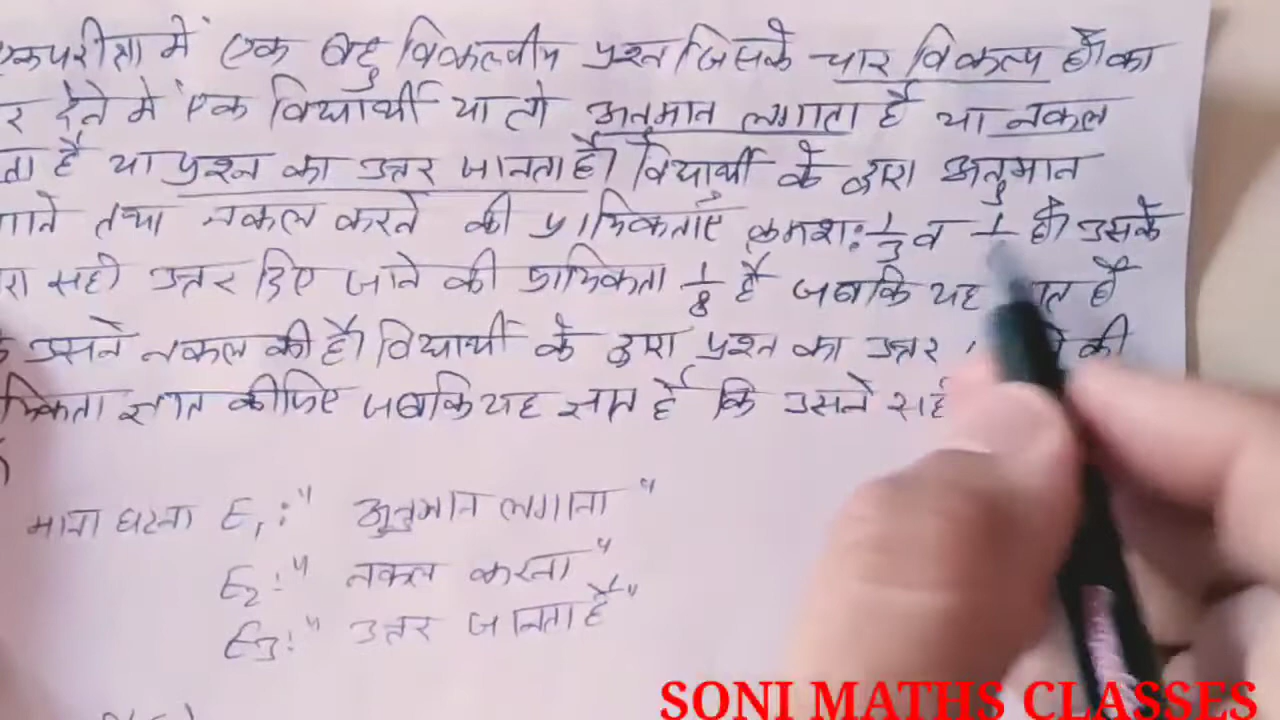 एक परीक्षा में एक बहु विकल्पीय प्रश्न जिसके चार विकल्प हों का
र देने में एक विद्यार्थी या तो अनुमान लगाता है या नकल
ता है या प्रश्न का उत्तर जानता है। विद्यार्थी के द्वारा अनुमान
गाने तथा नकल करने की प्रायिकताएँ क्रमशः 1/3 व हो उसके
रा सही उत्तर दिए जाने की प्रायिकता 1/8 है जबकि यह है
उसने नकल की है। विद्यार्थी के द्वारा प्रश्न का उत्तर की
यिकता ज्ञात कीजिए जबकि यह ज्ञात है कि उसने सही
माना घटना E₁: " अनुमान लगाना "
E₂: " नकल करना "
E₃: " उत्तर जानता है "
SONI MATHS CLASSES